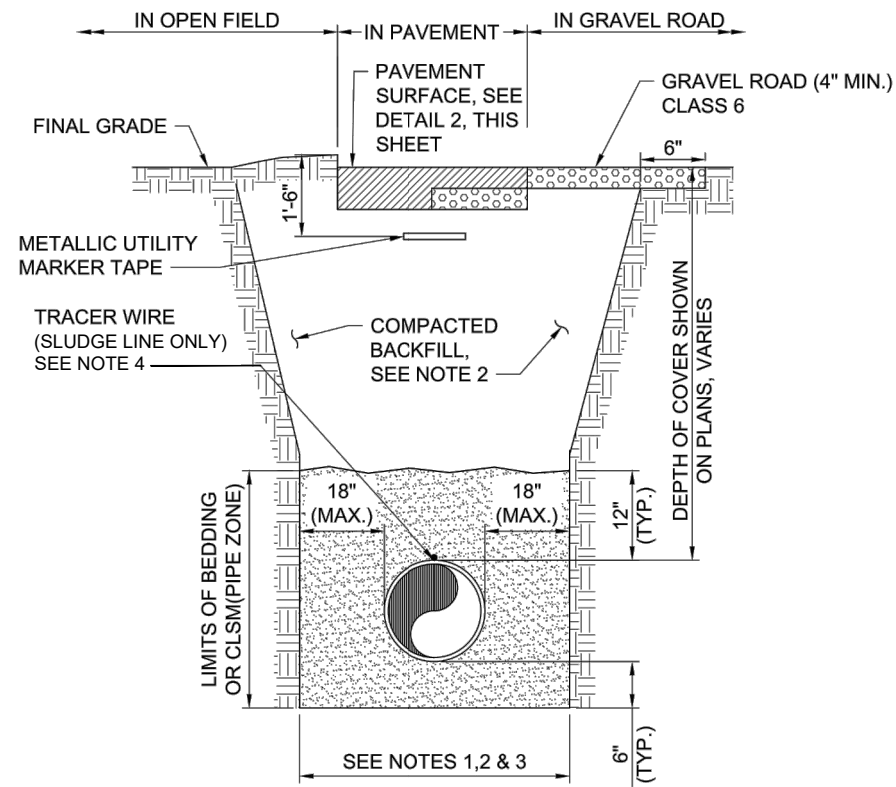 IN OPEN FIELD
IN PAVEMENT
IN GRAVEL ROAD
PAVEMENT
SURFACE, SEE
DETAIL 2, THIS
SHEET
GRAVEL ROAD (4" MIN.)
CLASS 6
FINAL GRADE
6"
1'-6"
METALLIC UTILITY
MARKER TAPE
TRACER WIRE
(SLUDGE LINE ONLY)
SEE NOTE 4
COMPACTED
BACKFILL,
SEE NOTE 2
DEPTH OF COVER SHOWN
ON PLANS, VARIES
18"
(MAX.)
18"
(MAX.)
12"
(TYP.)
LIMITS OF BEDDING
OR CLSM(PIPE ZONE)
SEE NOTES 1,2 & 3
6"
(TYP.)